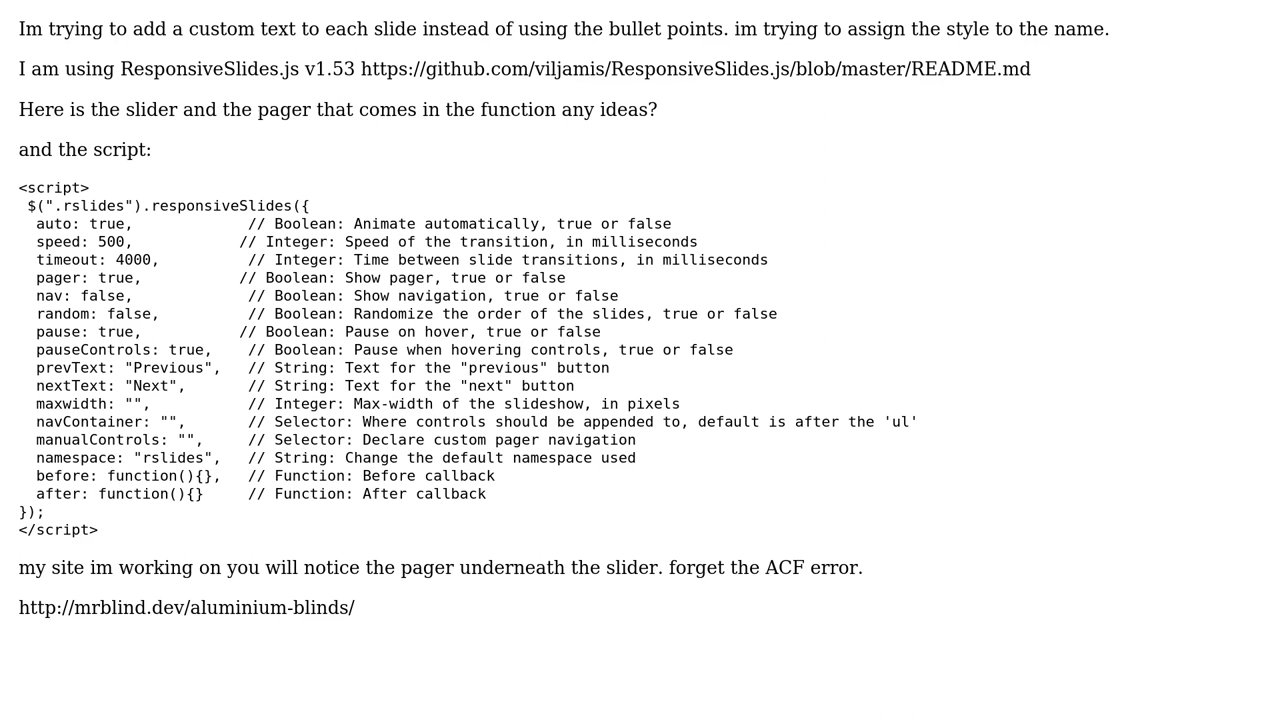 Im trying to add a custom text to each slide instead of using the bullet points. im trying to assign the style to the name.
I am using ResponsiveSlides.js v1.53 https://github.com/viljamis/ResponsiveSlides.js/blob/master/README.md
Here is the slider and the pager that comes in the function any ideas?
and the script:
<script>
 $(".rslides").responsiveSlides({
  auto: true,             // Boolean: Animate automatically, true or false
  speed: 500,            // Integer: Speed of the transition, in milliseconds
  timeout: 4000,          // Integer: Time between slide transitions, in milliseconds
  pager: true,           // Boolean: Show pager, true or false
  nav: false,             // Boolean: Show navigation, true or false
  random: false,          // Boolean: Randomize the order of the slides, true or false
  pause: true,           // Boolean: Pause on hover, true or false
  pauseControls: true,    // Boolean: Pause when hovering controls, true or false
  prevText: "Previous",   // String: Text for the "previous" button
  nextText: "Next",       // String: Text for the "next" button
  maxwidth: "",           // Integer: Max-width of the slideshow, in pixels
  navContainer: "",       // Selector: Where controls should be appended to, default is after the 'ul'
  manualControls: "",     // Selector: Declare custom pager navigation
  namespace: "rslides",   // String: Change the default namespace used
  before: function(){},   // Function: Before callback
  after: function(){}     // Function: After callback
});
</script>
my site im working on you will notice the pager underneath the slider. forget the ACF error.
http://mrblind.dev/aluminium-blinds/